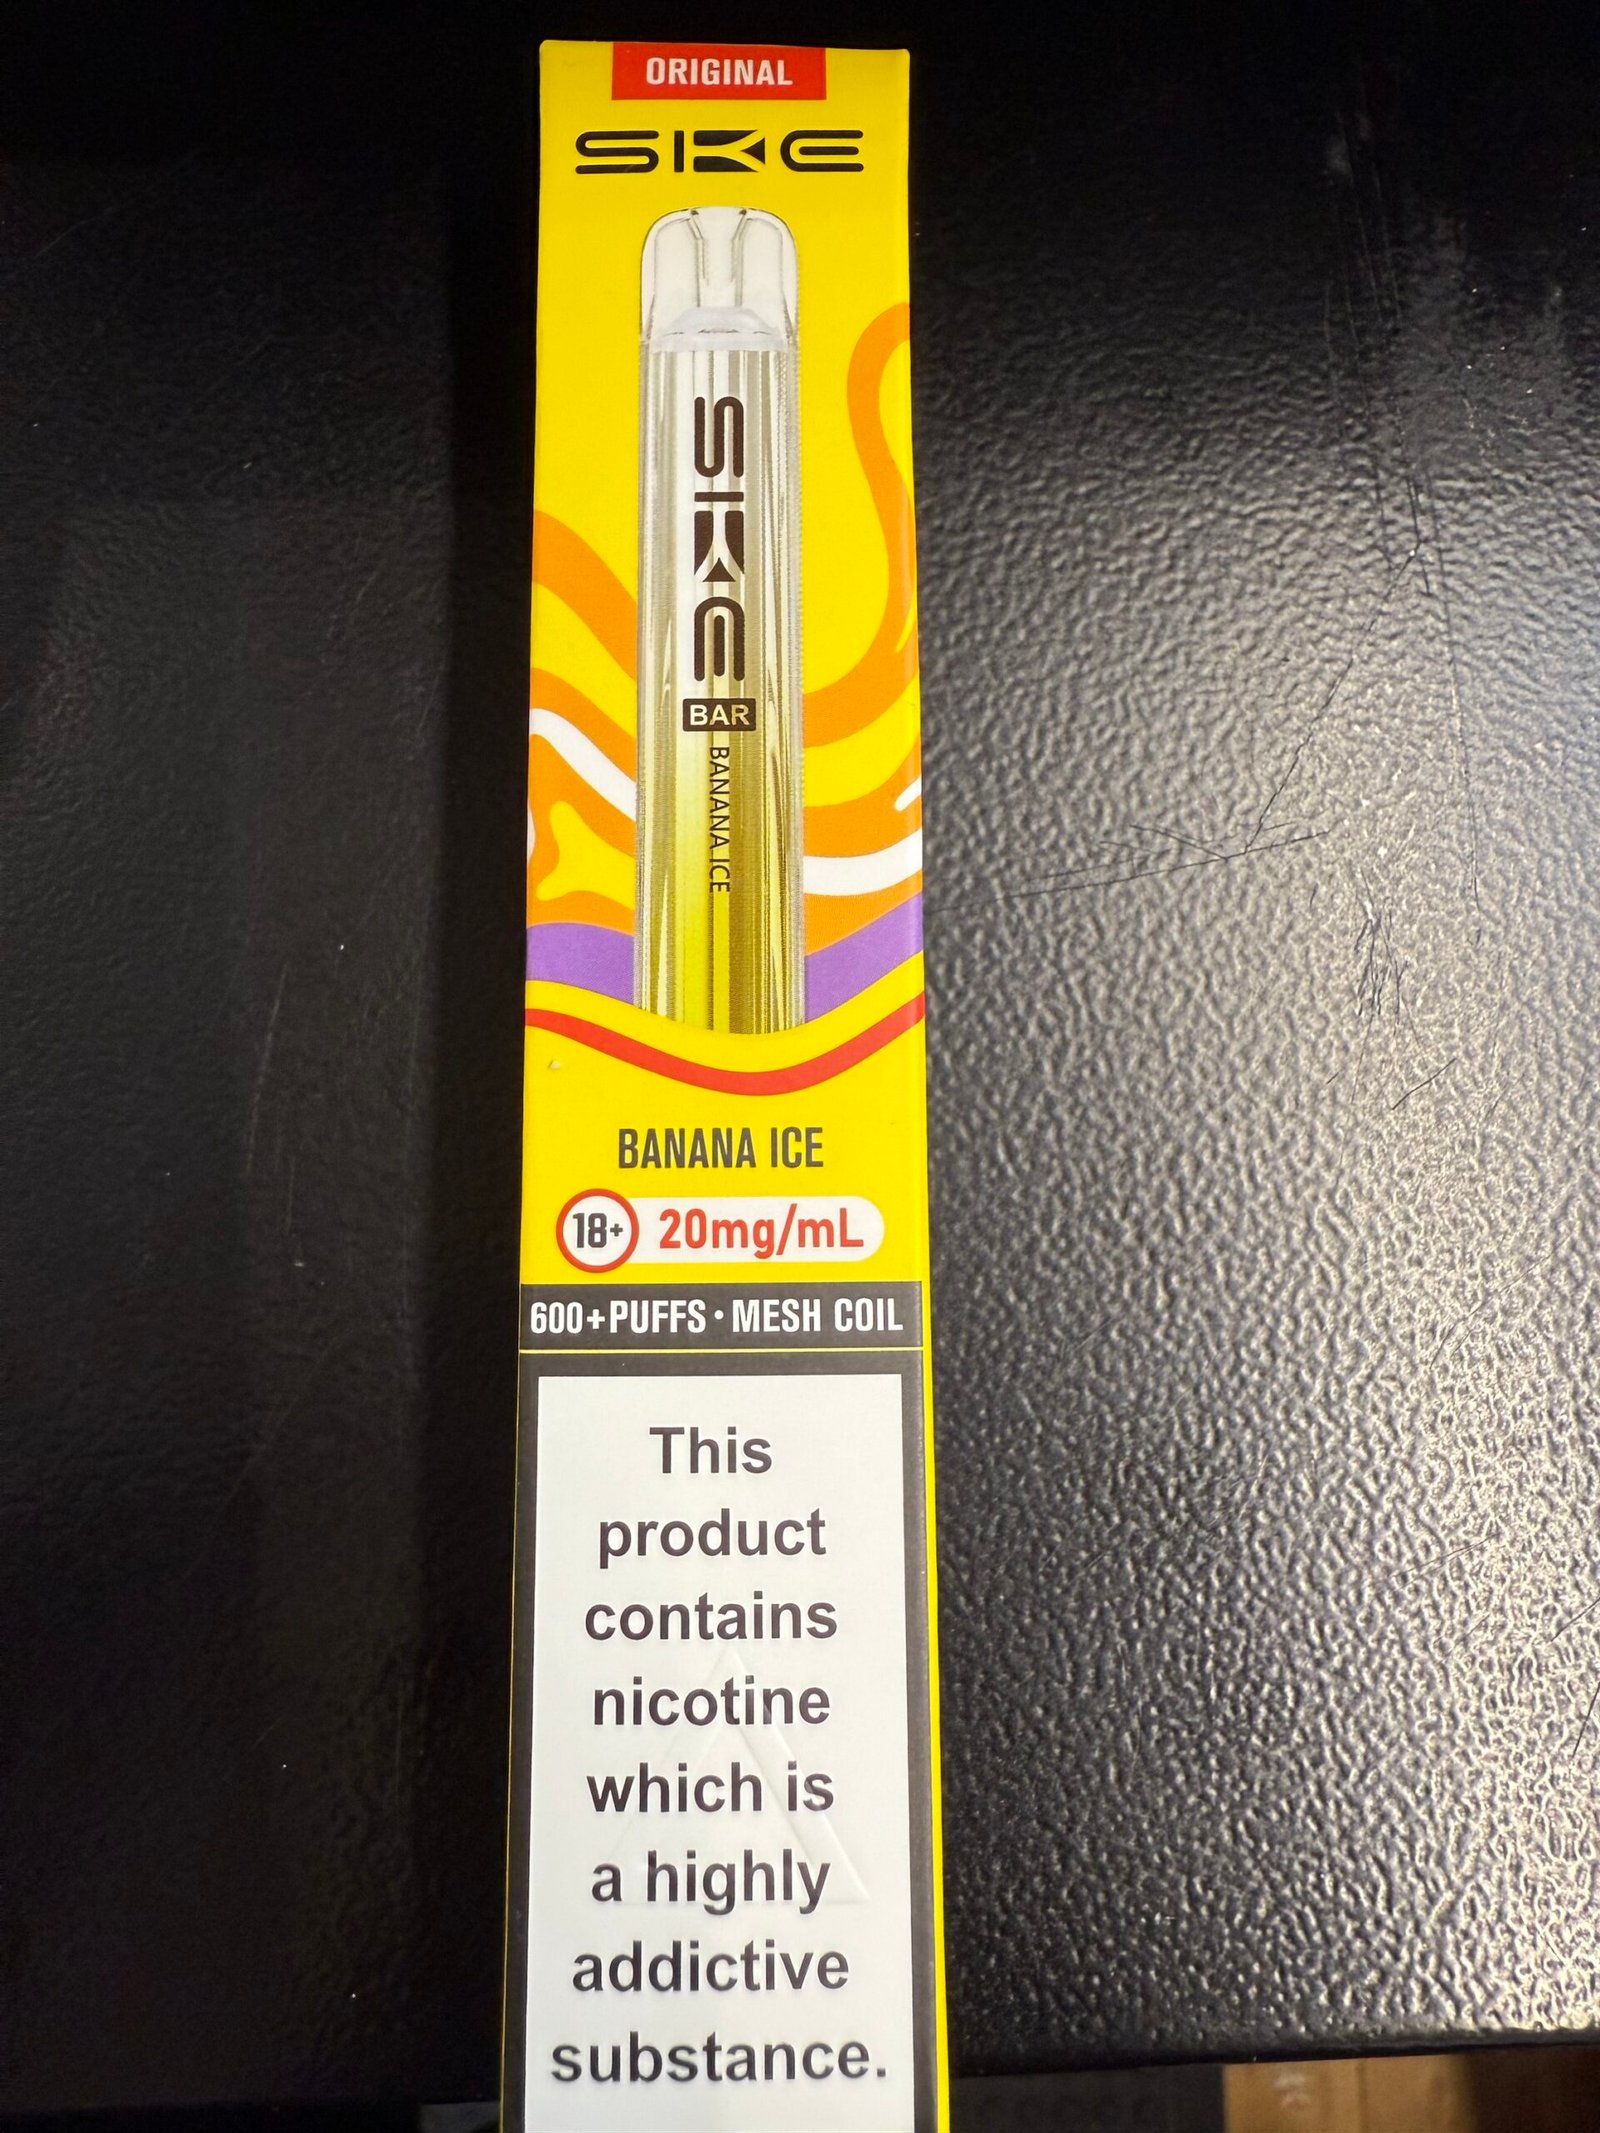 ORIGINAL
SKE
SKE
BAR
BANANA ICE
BANANA ICE
18+ 20mg/mL
600+PUFFS·MESH COIL
This
product
contains
nicotine
which is
a highly
addictive
substance.